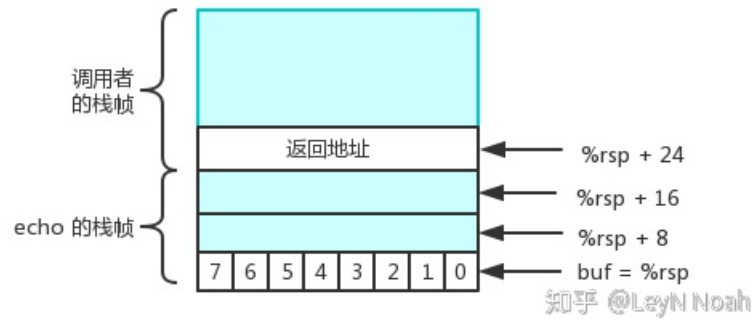 调用者
的栈帧
返回地址
%rsp + 24
%rsp + 16
echo 的栈帧
%rsp + 8
7 6 5 4 3 2 1 0
buf = %rsp
知乎 @LeyN Noah